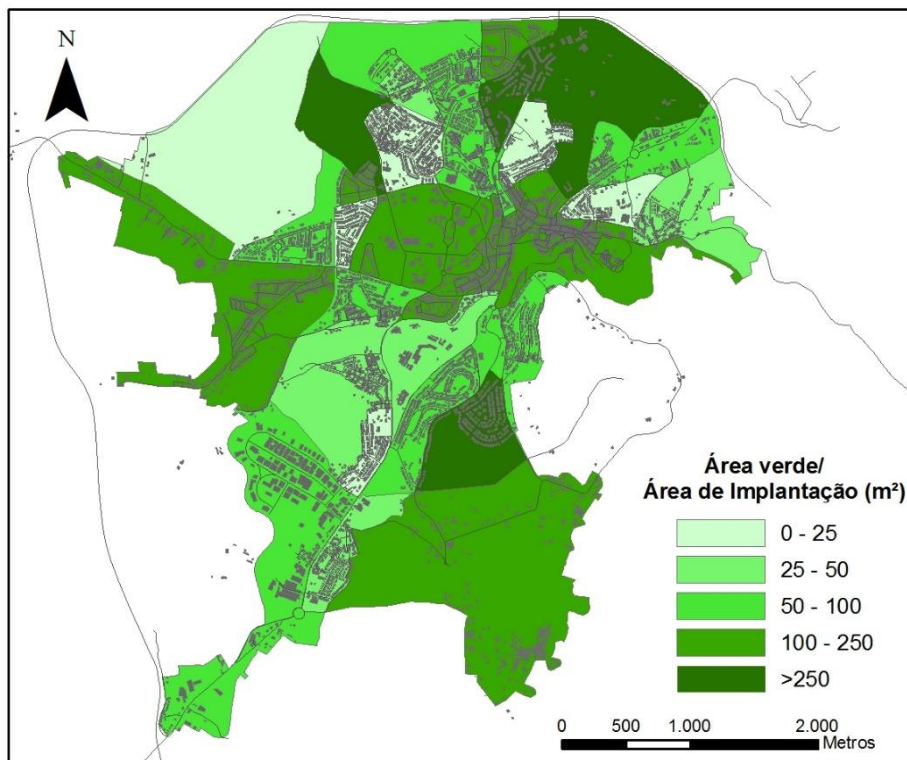 N
Área verde/
Área de Implantação (m²)
0 - 25
25 - 50
50 - 100
100 - 250
>250
0 500 1.000 2.000
Metros